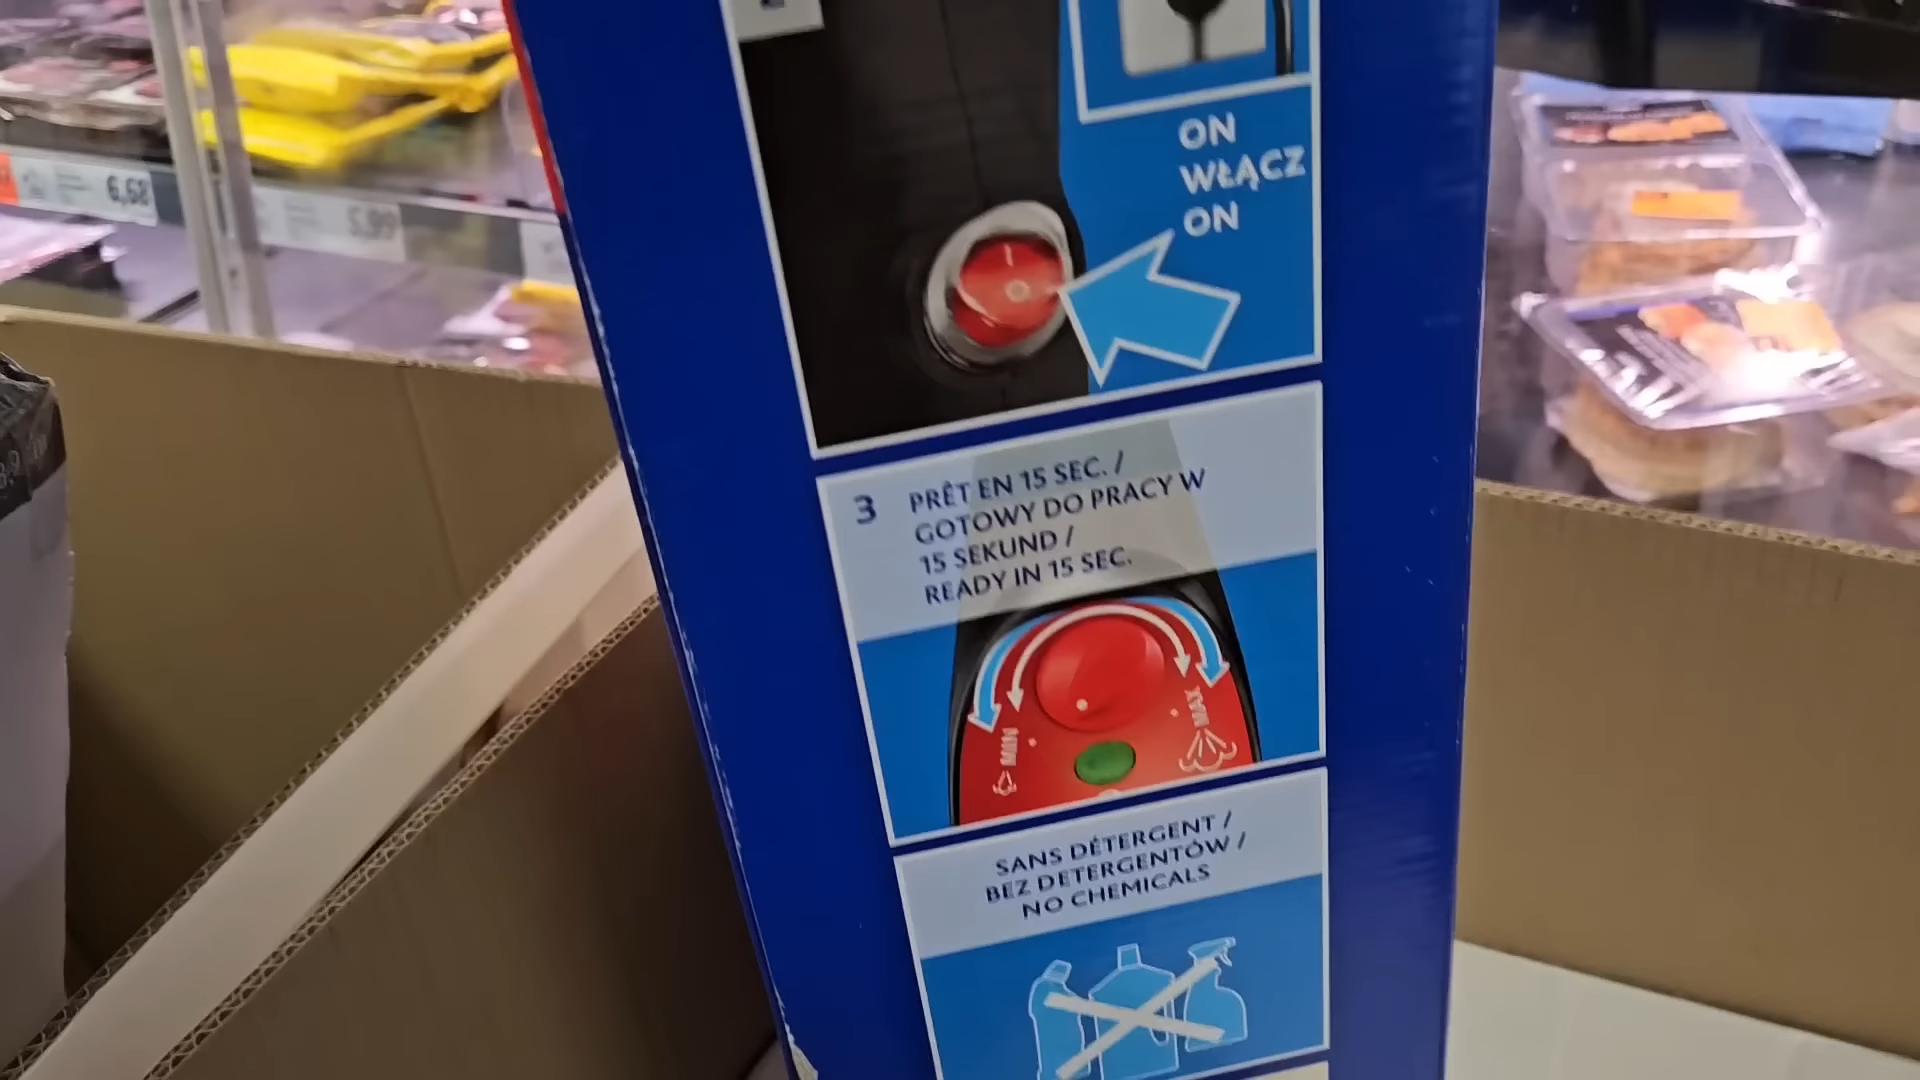 ON
WŁĄCZ
ON
3 PRÊT EN 15 SEC. /
GOTOWY DO PRACY W
15 SEKUND /
READY IN 15 SEC.
MIN
MAX
SANS DÉTERGENT /
BEZ DETERGENTÓW /
NO CHEMICALS
6,68
5,99